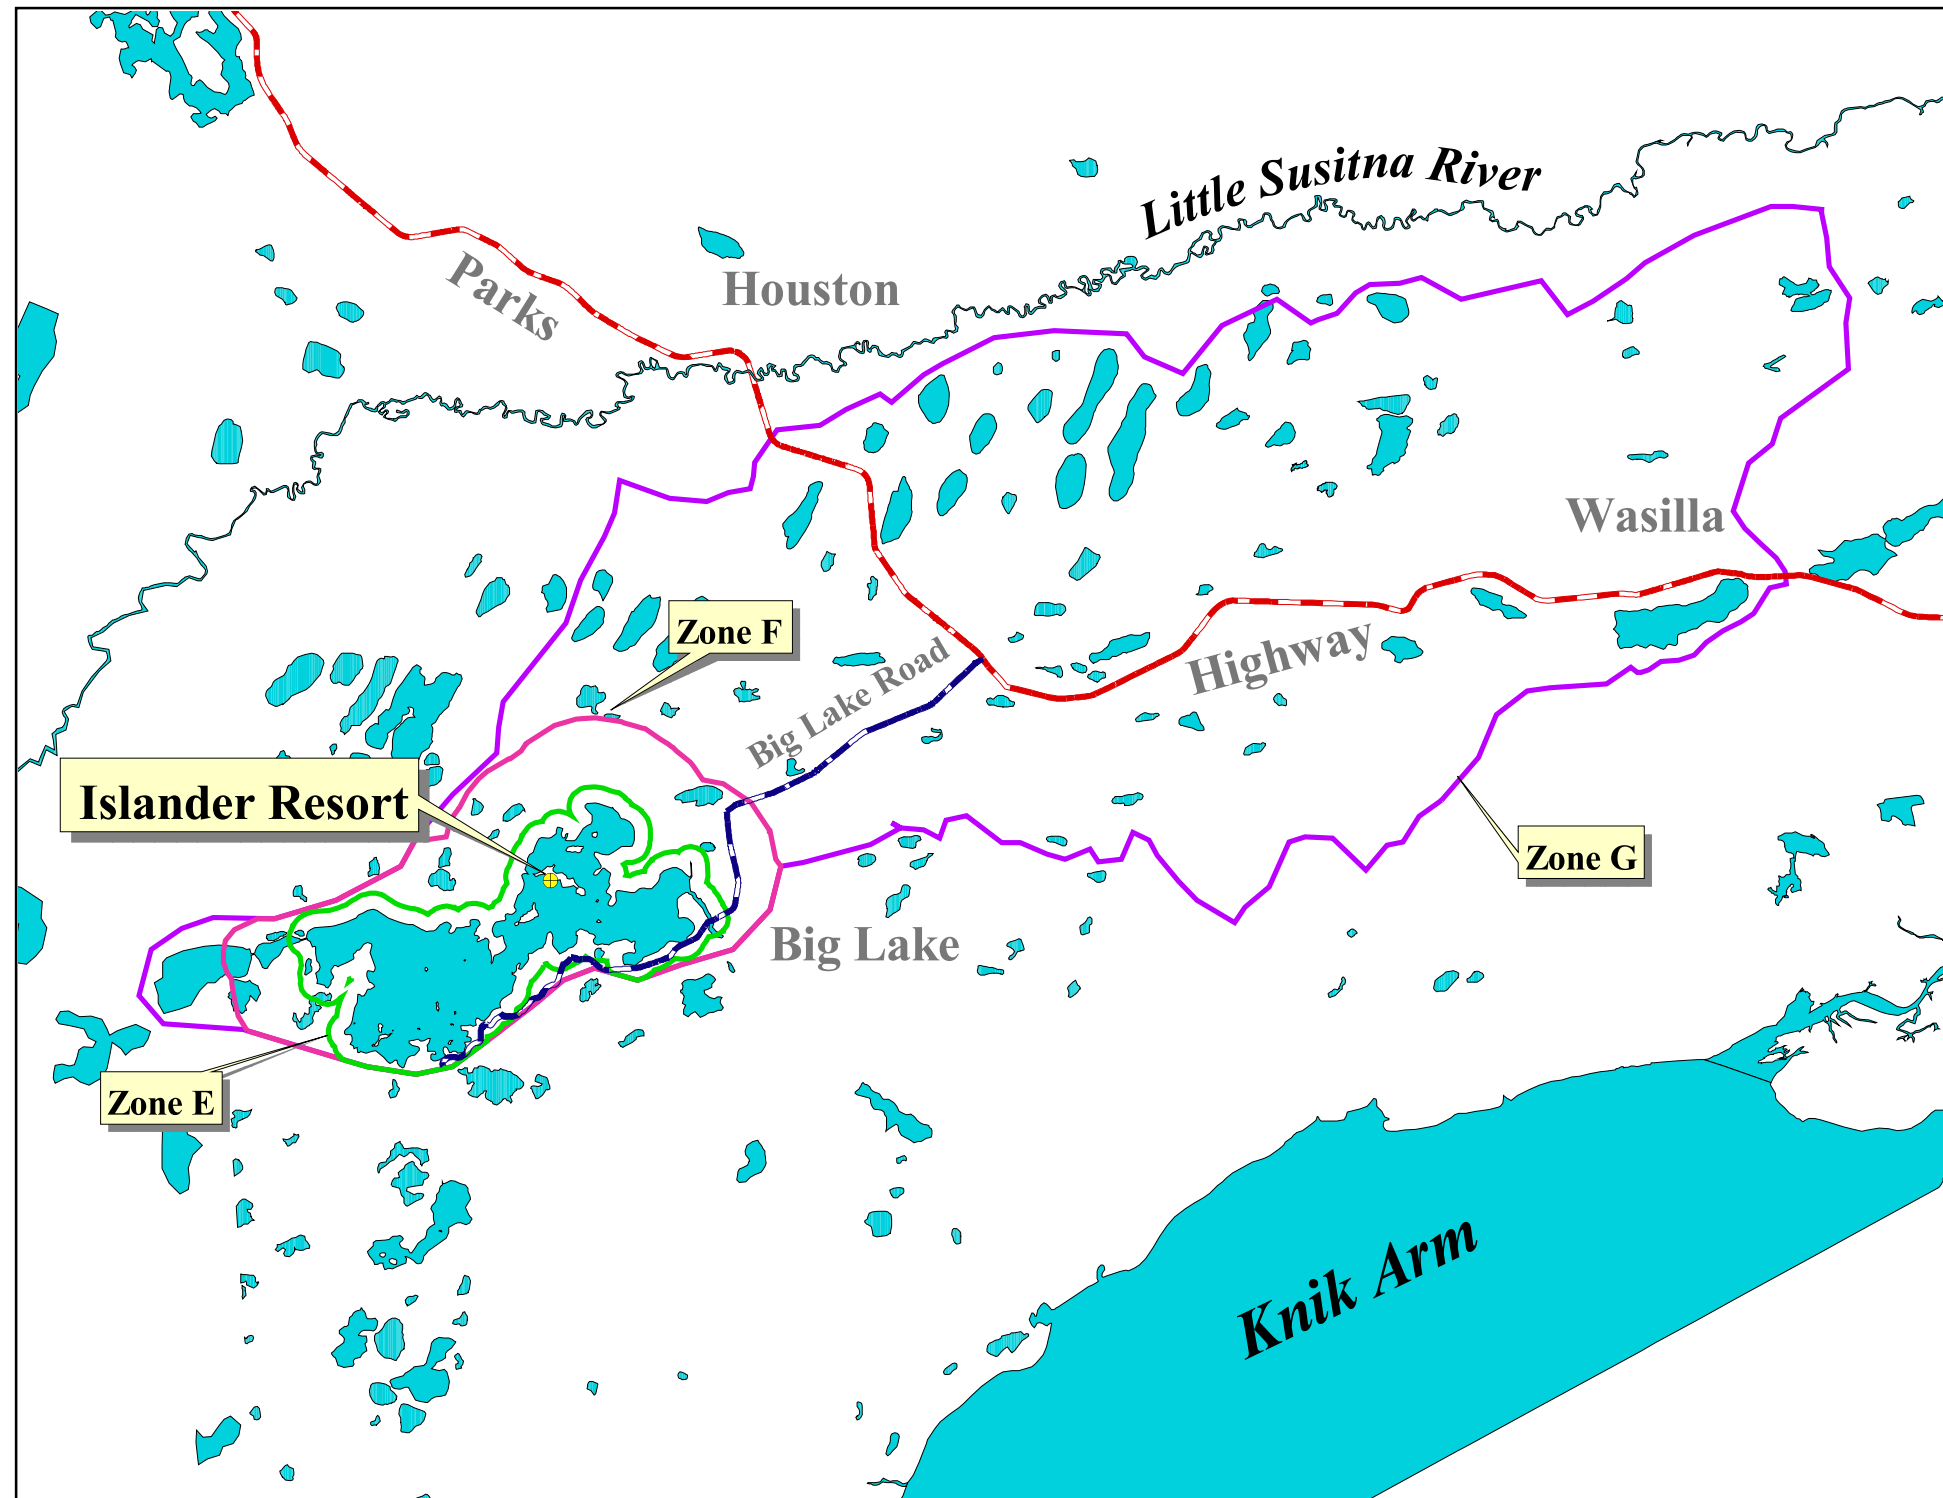 Little Susitna River
Parks
Houston
Wasilla
Zone F
Big Lake Road
Highway
Islander Resort
Zone G
Big Lake
Zone E
Knik Arm